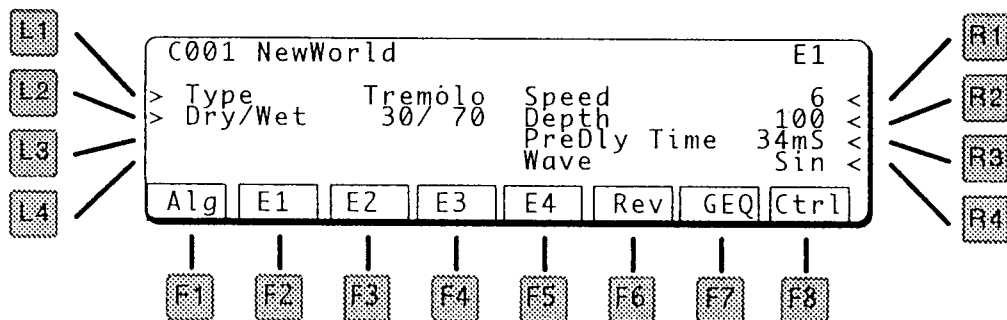 L1
L2
L3
L4
C001 NewWorld E1
> Type Tremolo Speed 6 <
> Dry/Wet 30/ 70 Depth 100 <
PreDly Time 34mS <
Wave Sin <
Alg E1 E2 E3 E4 Rev GEQ Ctrl
R1
R2
R3
R4
F1 F2 F3 F4 F5 F6 F7 F8